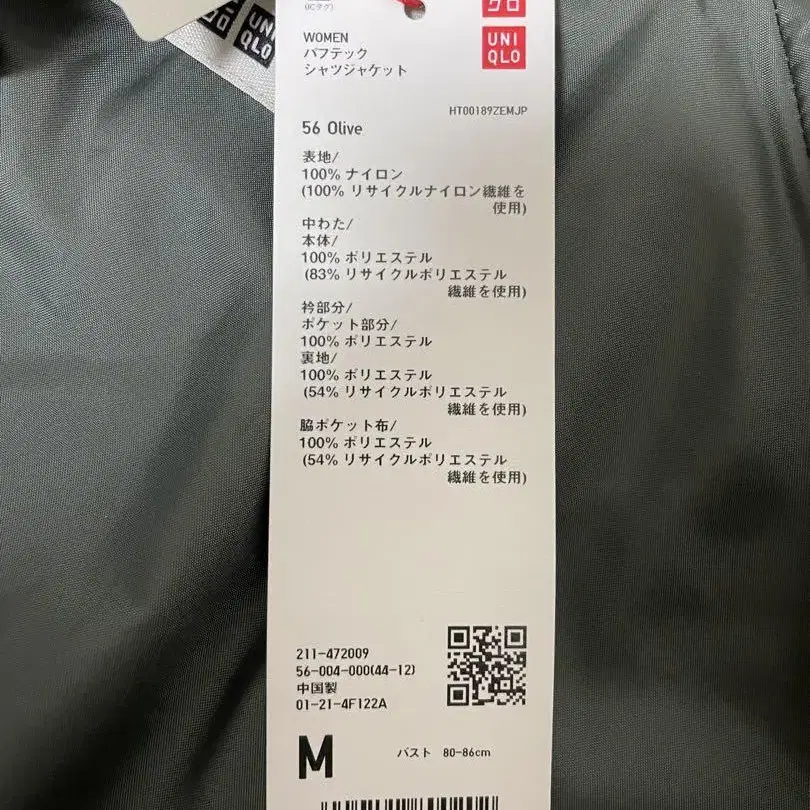 (ICタグ)
クロ
UNI
QLO
UNI
QLO
WOMEN
パフテック
シャツジャケット
HT00189ZEMJP
56 Olive
表地/
100% ナイロン
(100% リサイクルナイロン繊維を
使用)
中わた/
本体/
100% ポリエステル
(83% リサイクルポリエステル
繊維を使用)
衿部分/
ポケット部分/
100% ポリエステル
裏地/
100% ポリエステル
(54% リサイクルポリエステル
繊維を使用)
脇ポケット布/
100% ポリエステル
(54% リサイクルポリエステル
繊維を使用)
211-472009
56-004-000(44-12)
中国製
01-21-4F122A
M バスト 80-86cm